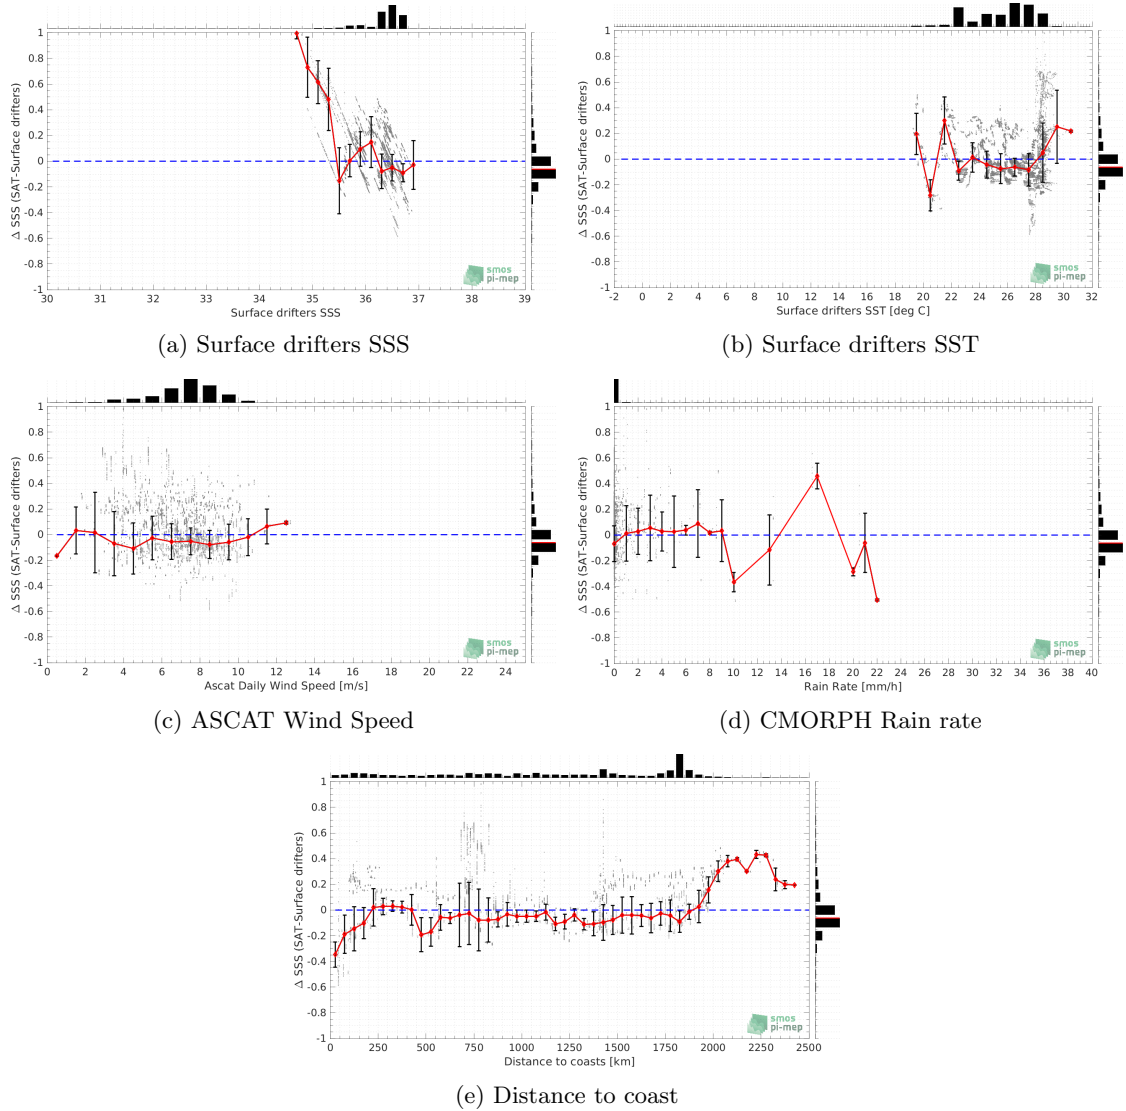 1
0.8
0.6
0.4
0.2
0
-0.2
-0.4
-0.6
-0.8
-1
Δ SSS (SAT-Surface drifters)
30 31 32 33 34 35 36 37 38 39
Surface drifters SSS
smos
pi-mep
(a) Surface drifters SSS
1
0.8
0.6
0.4
0.2
0
-0.2
-0.4
-0.6
-0.8
-1
Δ SSS (SAT-Surface drifters)
-2 0 2 4 6 8 10 12 14 16 18 20 22 24 26 28 30 32
Surface drifters SST [deg C]
smos
pi-mep
(b) Surface drifters SST
1
0.8
0.6
0.4
0.2
0
-0.2
-0.4
-0.6
-0.8
-1
Δ SSS (SAT-Surface drifters)
0 2 4 6 8 10 12 14 16 18 20 22 24
Ascat Daily Wind Speed [m/s]
smos
pi-mep
(c) ASCAT Wind Speed
1
0.8
0.6
0.4
0.2
0
-0.2
-0.4
-0.6
-0.8
-1
Δ SSS (SAT-Surface drifters)
0 2 4 6 8 10 12 14 16 18 20 22 24 26 28 30 32 34 36 38 40
Rain Rate [mm/h]
smos
pi-mep
(d) CMORPH Rain rate
1
0.8
0.6
0.4
0.2
0
-0.2
-0.4
-0.6
-0.8
-1
Δ SSS (SAT-Surface drifters)
0 250 500 750 1000 1250 1500 1750 2000 2250 2500
Distance to coasts [km]
smos
pi-mep
(e) Distance to coast